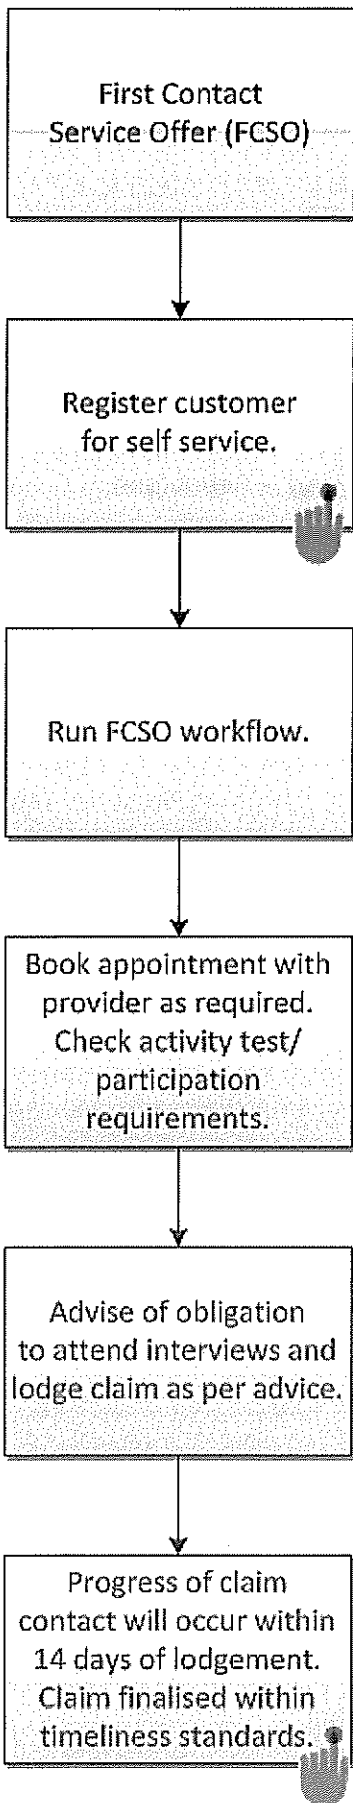 First Contact
Service Offer (FCSO)
Register customer
for self service.
Run FCSO workflow.
Book appointment with
provider as required.
Check activity test/
participation
requirements.
Advise of obligation
to attend interviews and
lodge claim as per advice.
Progress of claim
contact will occur within
14 days of lodgement.
Claim finalised within
timeliness standards.